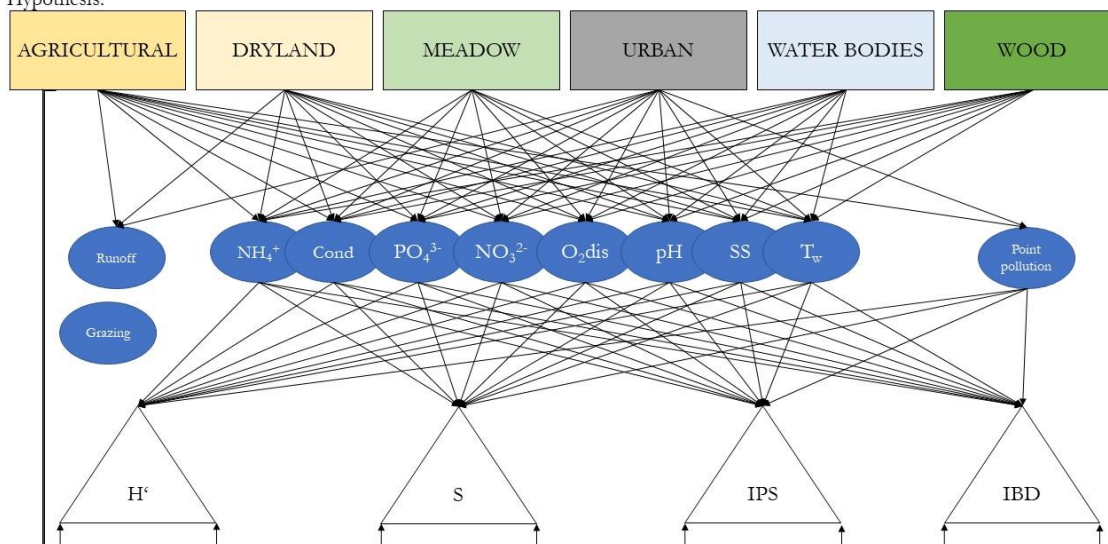 Hypothesis:
AGRICULTURAL DRYLAND MEADOW URBAN WATER BODIES WOOD
Runoff NH₄⁺ Cond PO₄³⁻ NO₃²⁻ O₂dis pH SS T_w Point
pollution
Grazing
H‘ S IPS IBD